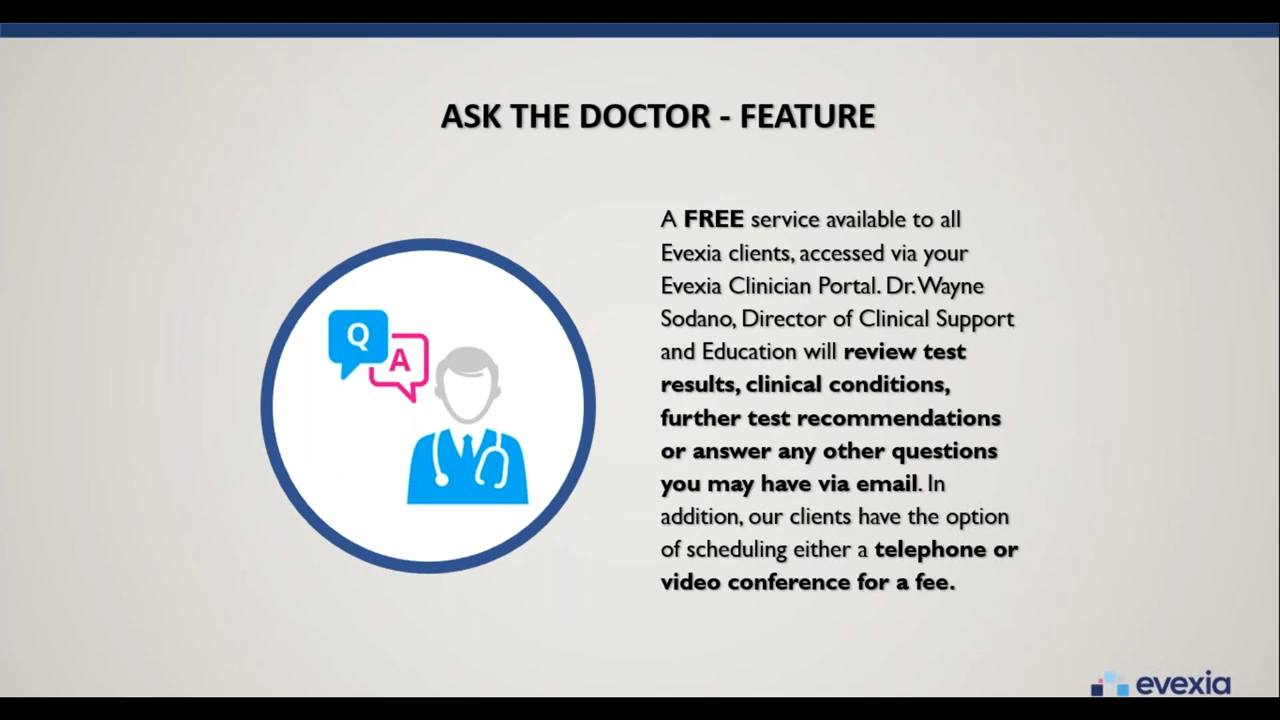 ASK THE DOCTOR - FEATURE
Q
A
A FREE service available to all
Evexia clients, accessed via your
Evexia Clinician Portal. Dr. Wayne
Sodano, Director of Clinical Support
and Education will review test
results, clinical conditions,
further test recommendations
or answer any other questions
you may have via email. In
addition, our clients have the option
of scheduling either a telephone or
video conference for a fee.
evexia